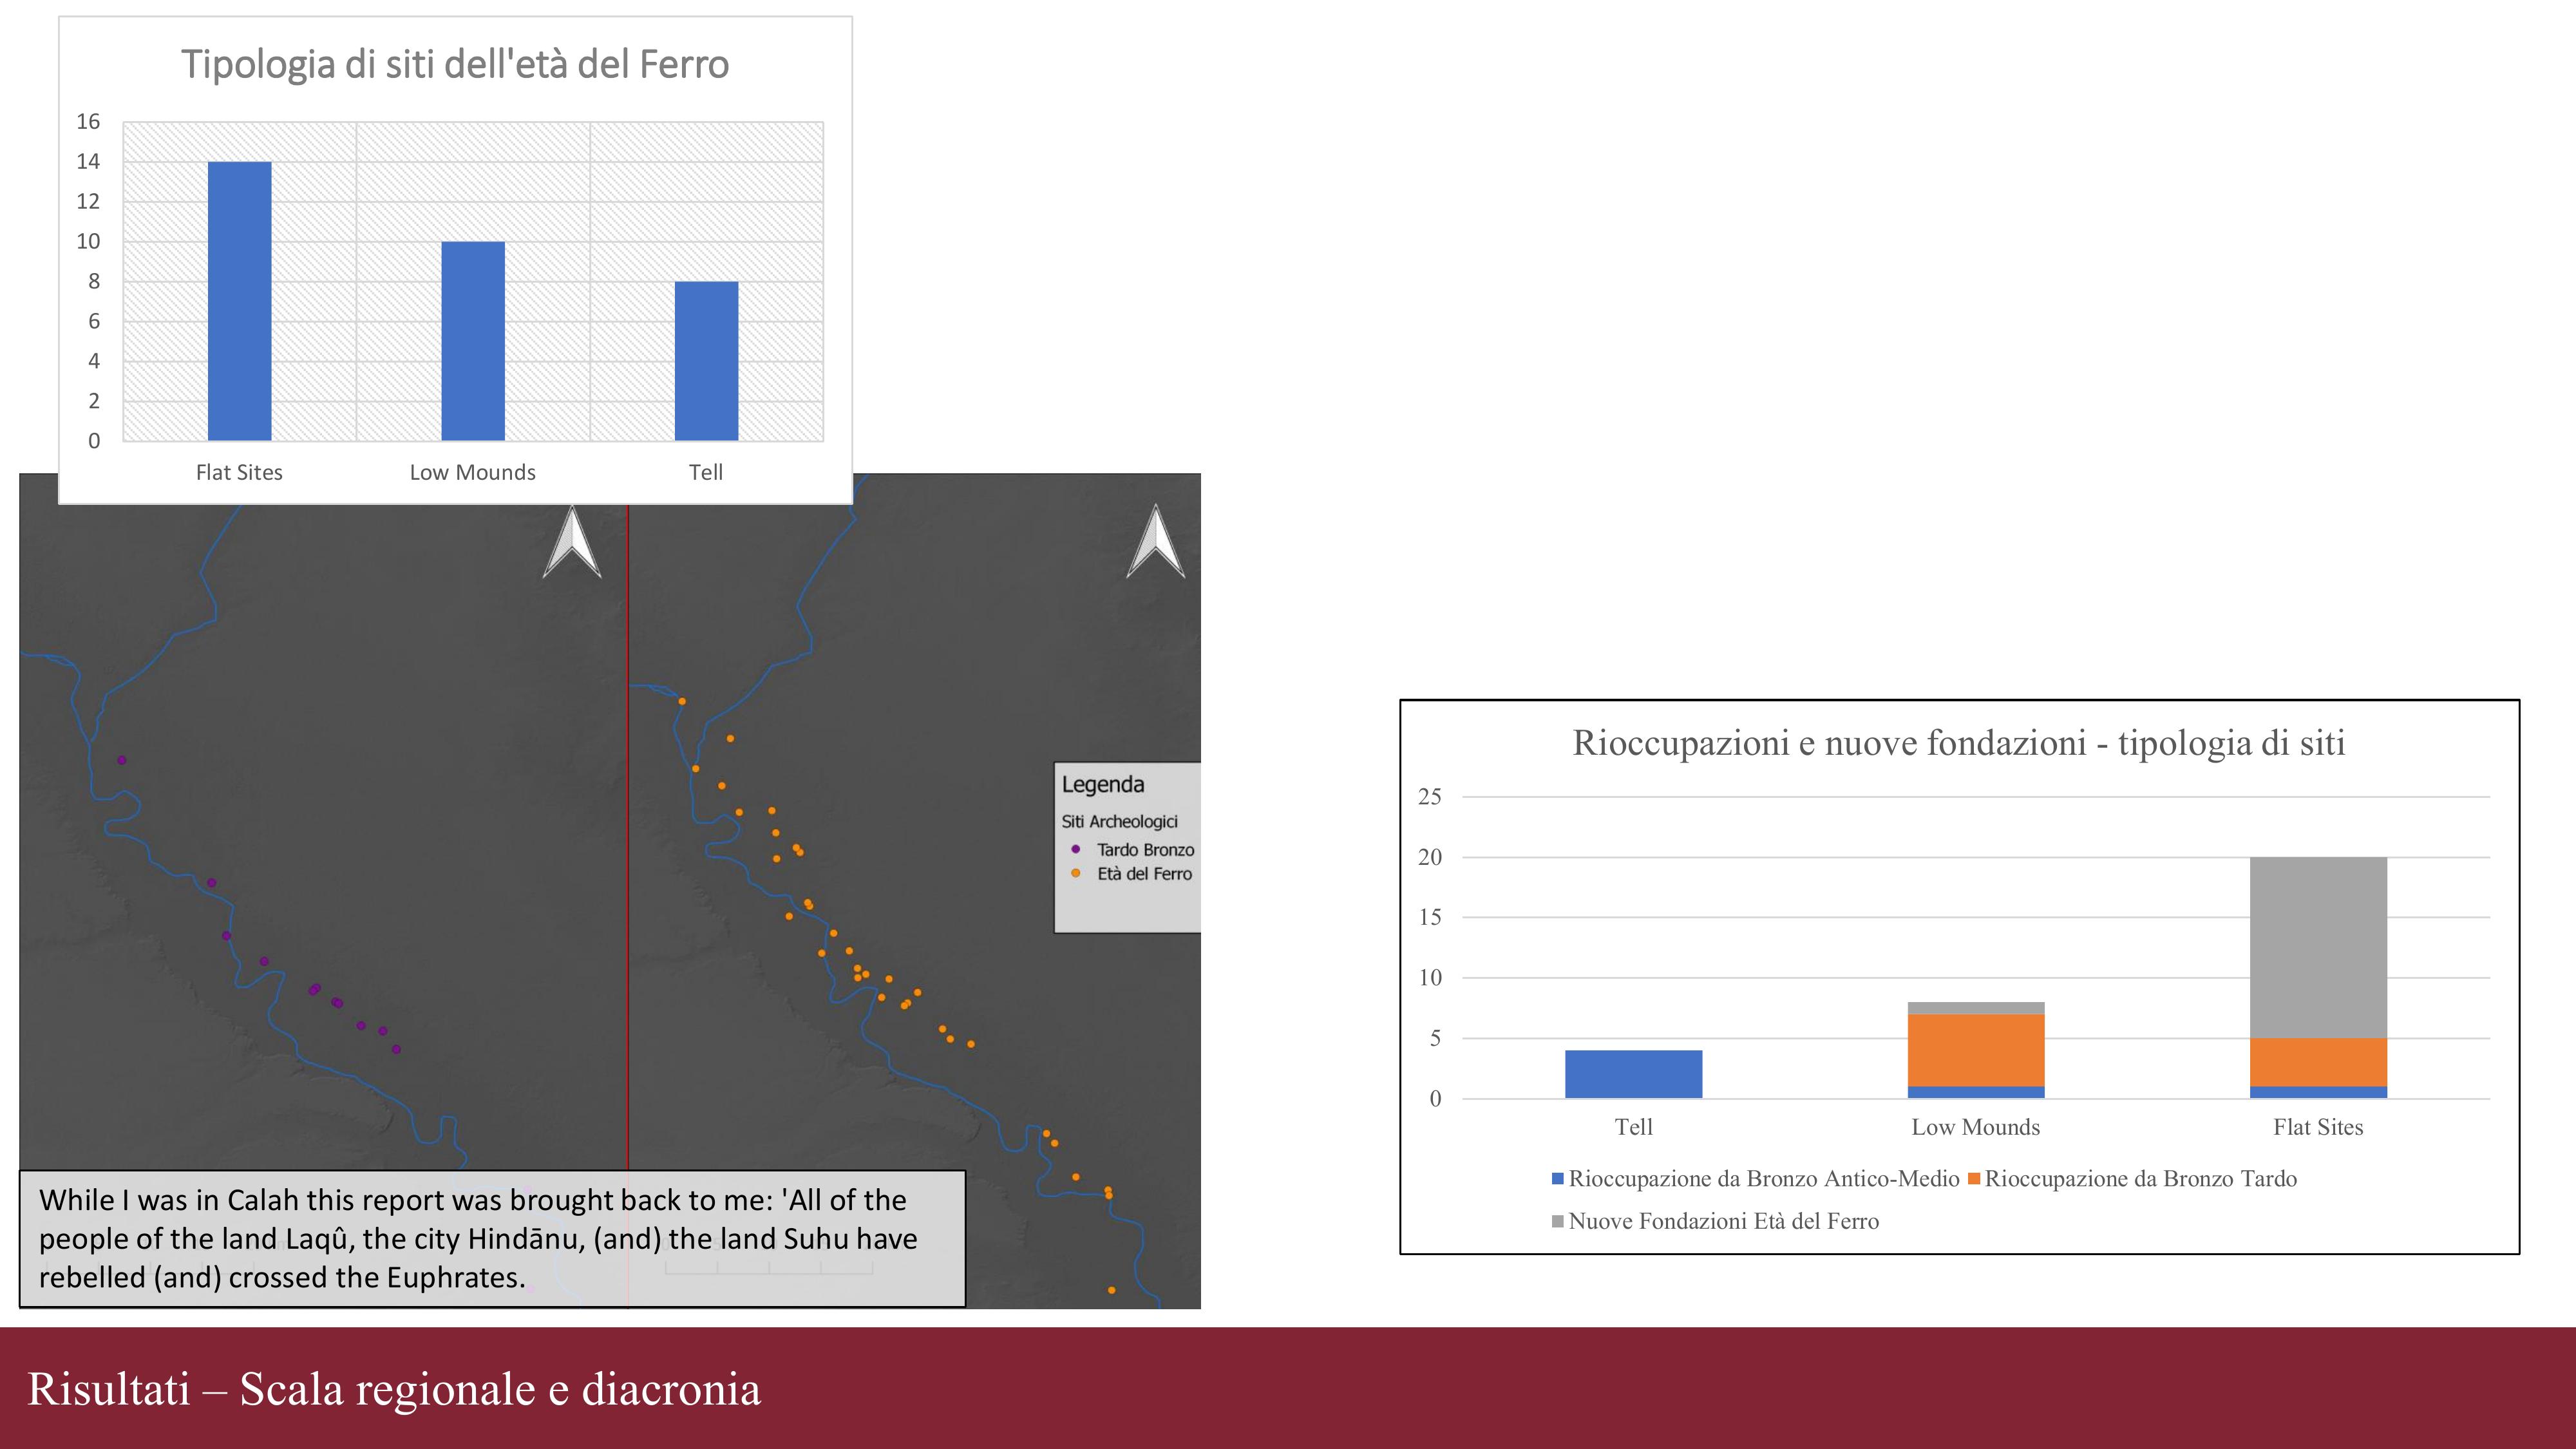 Tipologia di siti dell'età del Ferro
16
14
12
10
8
6
4
2
0
Flat Sites Low Mounds Tell
Legenda
Siti Archeologici
Tardo Bronzo
Età del Ferro
While I was in Calah this report was brought back to me: 'All of the
people of the land Laqû, the city Hindānu, (and) the land Suhu have
rebelled (and) crossed the Euphrates.
Rioccupazioni e nuove fondazioni - tipologia di siti
25
20
15
10
5
0
Tell Low Mounds Flat Sites
Rioccupazione da Bronzo Antico-Medio Rioccupazione da Bronzo Tardo
Nuove Fondazioni Età del Ferro
Risultati – Scala regionale e diacronia